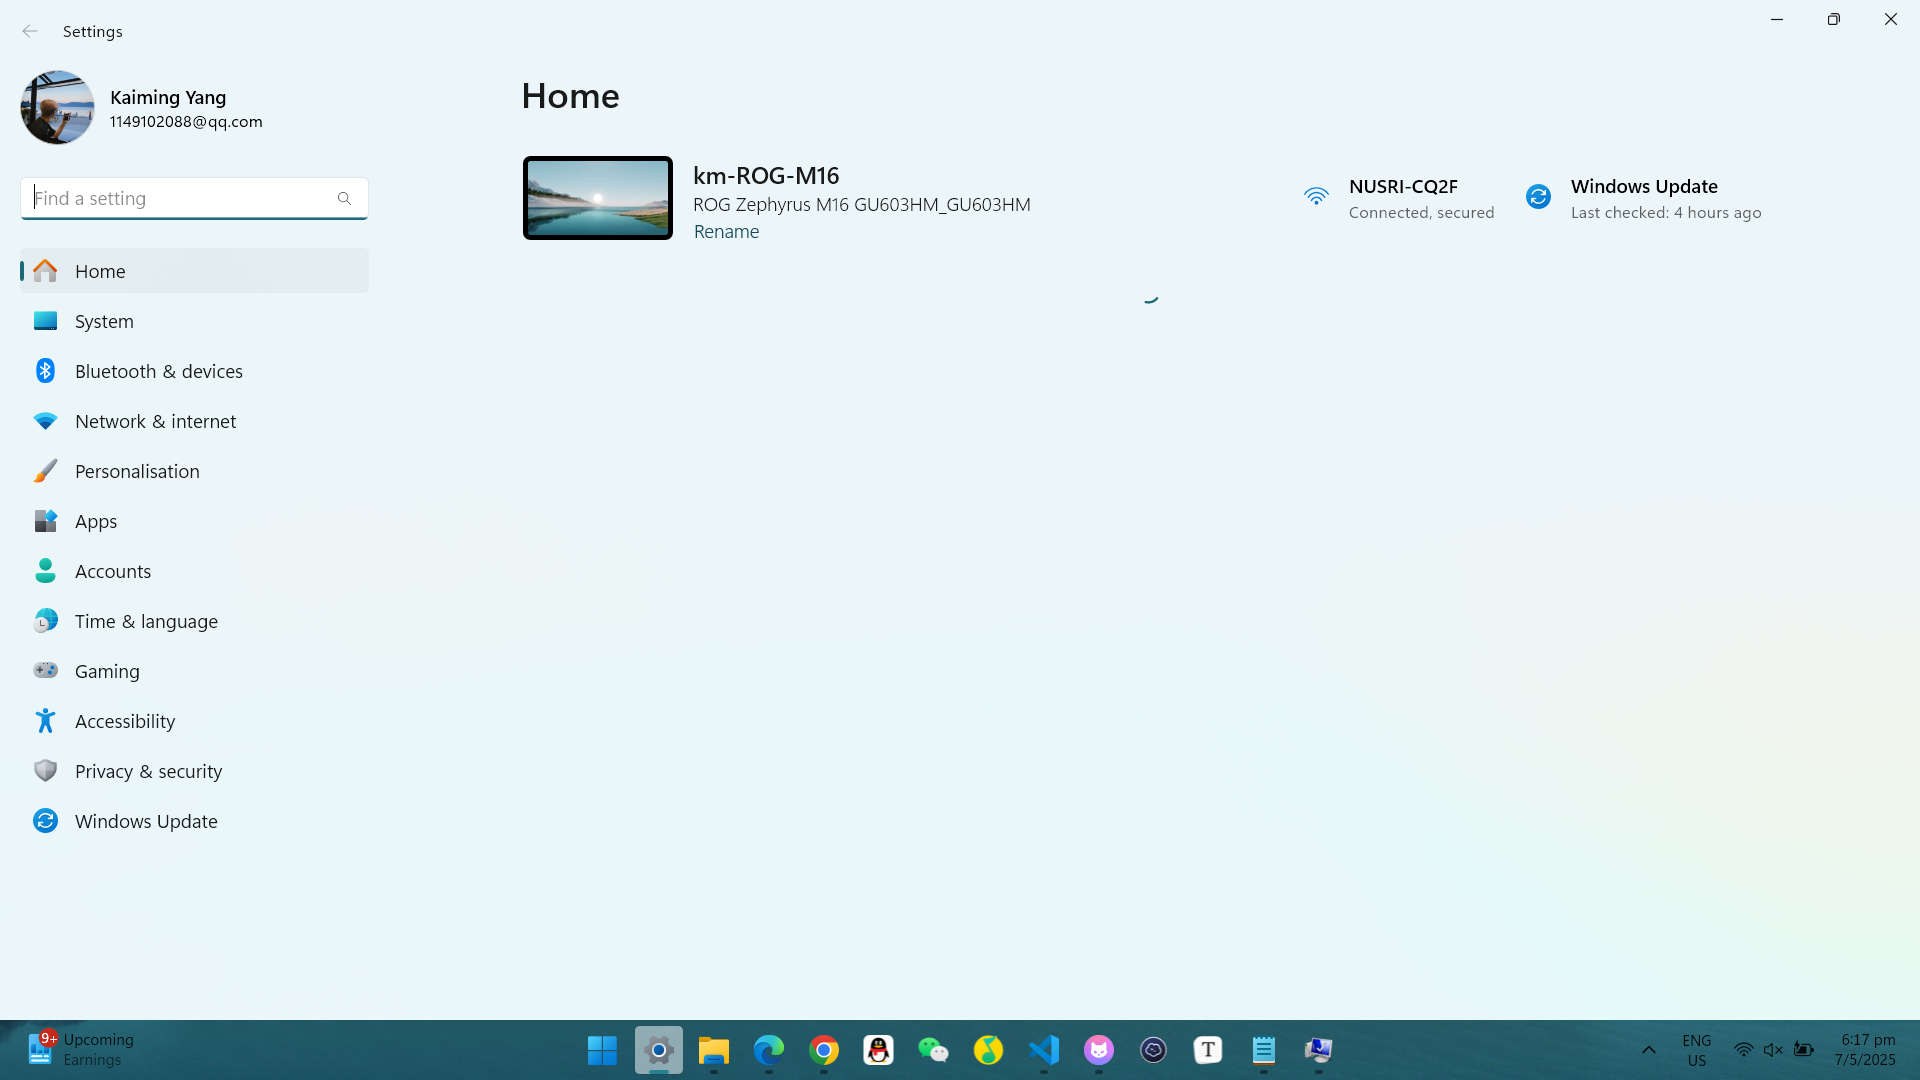 Settings
Kaiming Yang
1149102088@qq.com
Find a setting
Home
System
Bluetooth & devices
Network & internet
Personalisation
Apps
Accounts
Time & language
Gaming
Accessibility
Privacy & security
Windows Update
Home
km-ROG-M16
ROG Zephyrus M16 GU603HM_GU603HM
Rename
NUSRI-CQ2F
Connected, secured
Windows Update
Last checked: 4 hours ago
9+
Upcoming
Earnings
T
ENG
US
6:17 pm
7/5/2025